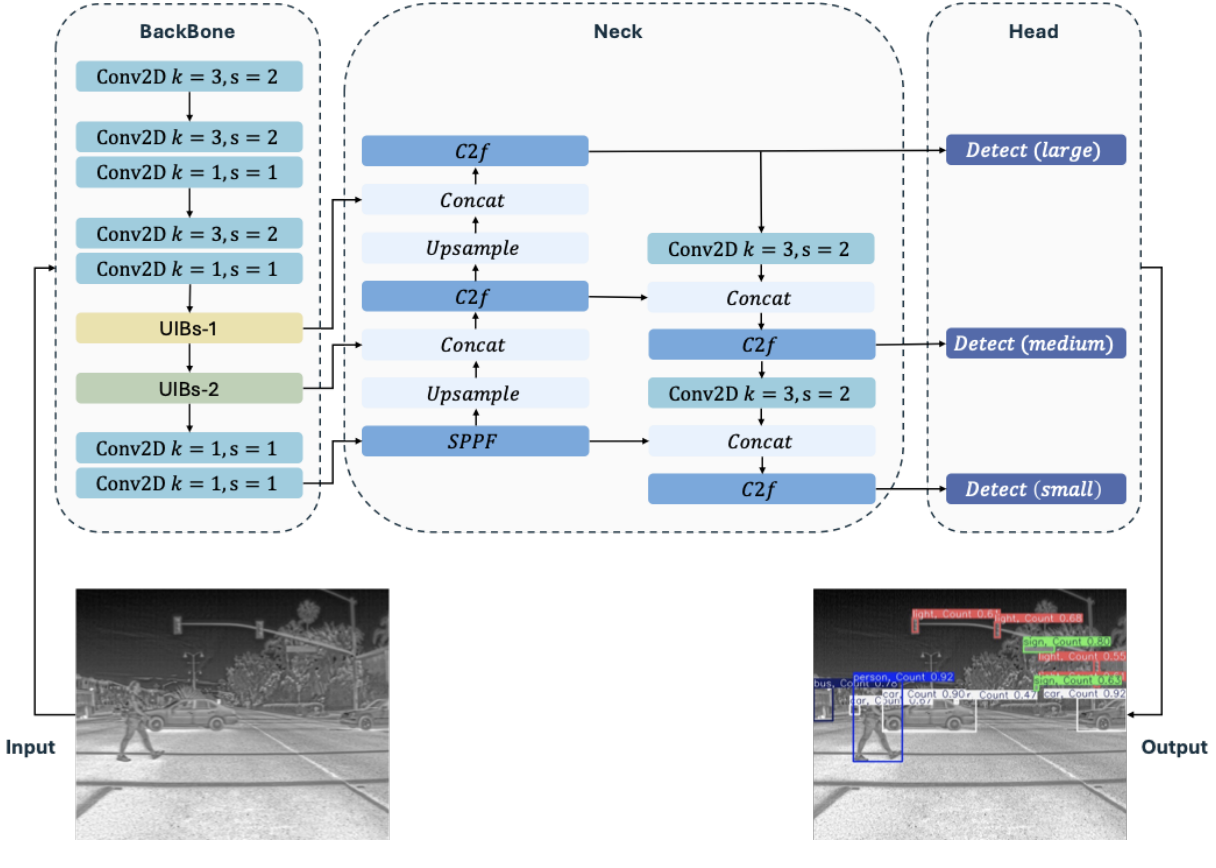 BackBone
Conv2D k = 3, s = 2
Conv2D k = 3, s = 2
Conv2D k = 1, s = 1
Conv2D k = 3, s = 2
Conv2D k = 1, s = 1
UIBs-1
UIBs-2
Conv2D k = 1, s = 1
Conv2D k = 1, s = 1
Neck
C2f
Concat
Upsample
C2f
Concat
Upsample
SPPF
Conv2D k = 3, s = 2
Concat
C2f
Conv2D k = 3, s = 2
Concat
C2f
Head
Detect (large)
Detect (medium)
Detect (small)
Input
light, Count 0.6
light, Count 0.68
sign, Count 0.80
light, Count 0.55
person, Count 0.92
sign, Count 0.63
bus, Count 0.78
car, Count 0.90
r, Count 0.47
car, Count 0.92
car, Count 0.67
Output